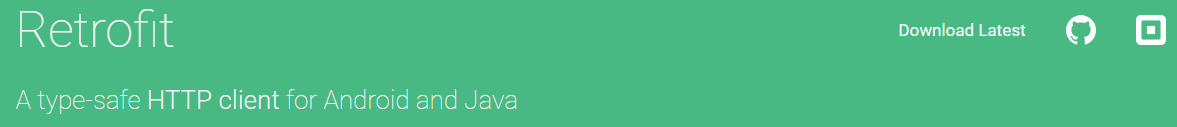 Retrofit
Download Latest
A type-safe HTTP client for Android and Java